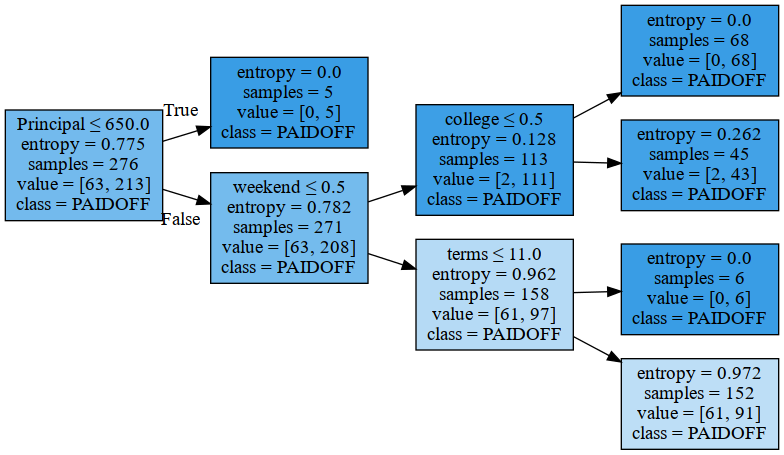 Principal ≤ 650.0
entropy = 0.775
samples = 276
value = [63, 213]
class = PAIDOFF
True
False
entropy = 0.0
samples = 5
value = [0, 5]
class = PAIDOFF
weekend ≤ 0.5
entropy = 0.782
samples = 271
value = [63, 208]
class = PAIDOFF
college ≤ 0.5
entropy = 0.128
samples = 113
value = [2, 111]
class = PAIDOFF
terms ≤ 11.0
entropy = 0.962
samples = 158
value = [61, 97]
class = PAIDOFF
entropy = 0.0
samples = 68
value = [0, 68]
class = PAIDOFF
entropy = 0.262
samples = 45
value = [2, 43]
class = PAIDOFF
entropy = 0.0
samples = 6
value = [0, 6]
class = PAIDOFF
entropy = 0.972
samples = 152
value = [61, 91]
class = PAIDOFF